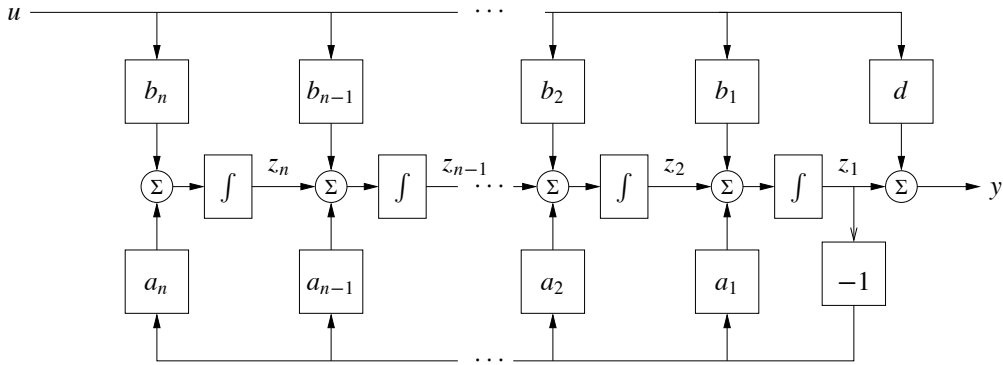 u ⋯
b_n b_{n−1} b_2 b_1 d
Σ ∫ z_n Σ ∫ z_{n−1} ⋯ Σ ∫ z_2 Σ ∫ z_1 Σ y
a_n a_{n−1} a_2 a_1 −1
⋯